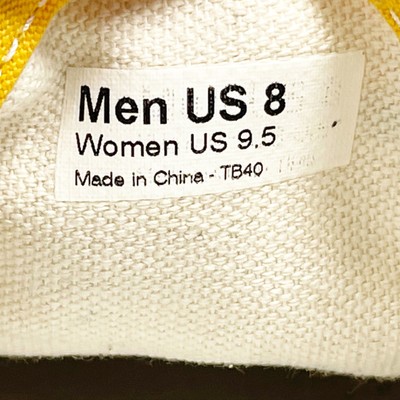 Men US 8
Women US 9.5
Made in China - TB40